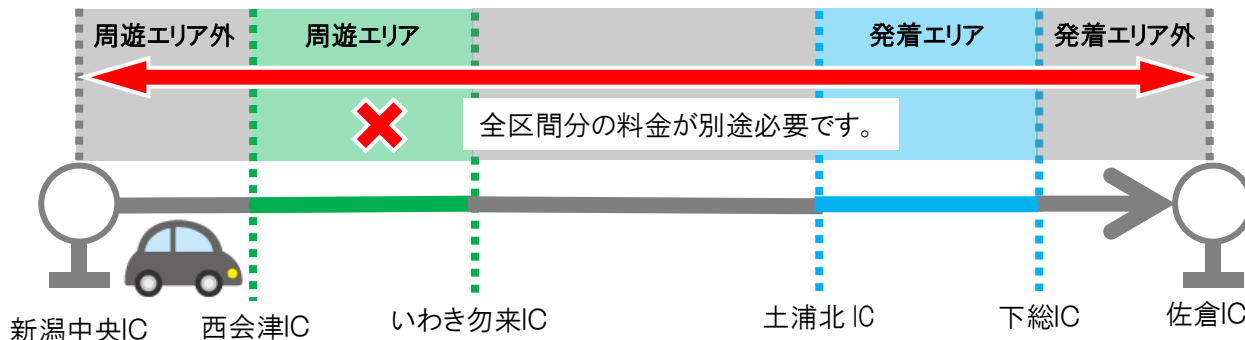 周遊エリア外
周遊エリア
発着エリア
発着エリア外
全区間分の料金が別途必要です。
新潟中央IC
西会津IC
いわき勿来IC
土浦北 IC
下総IC
佐倉IC